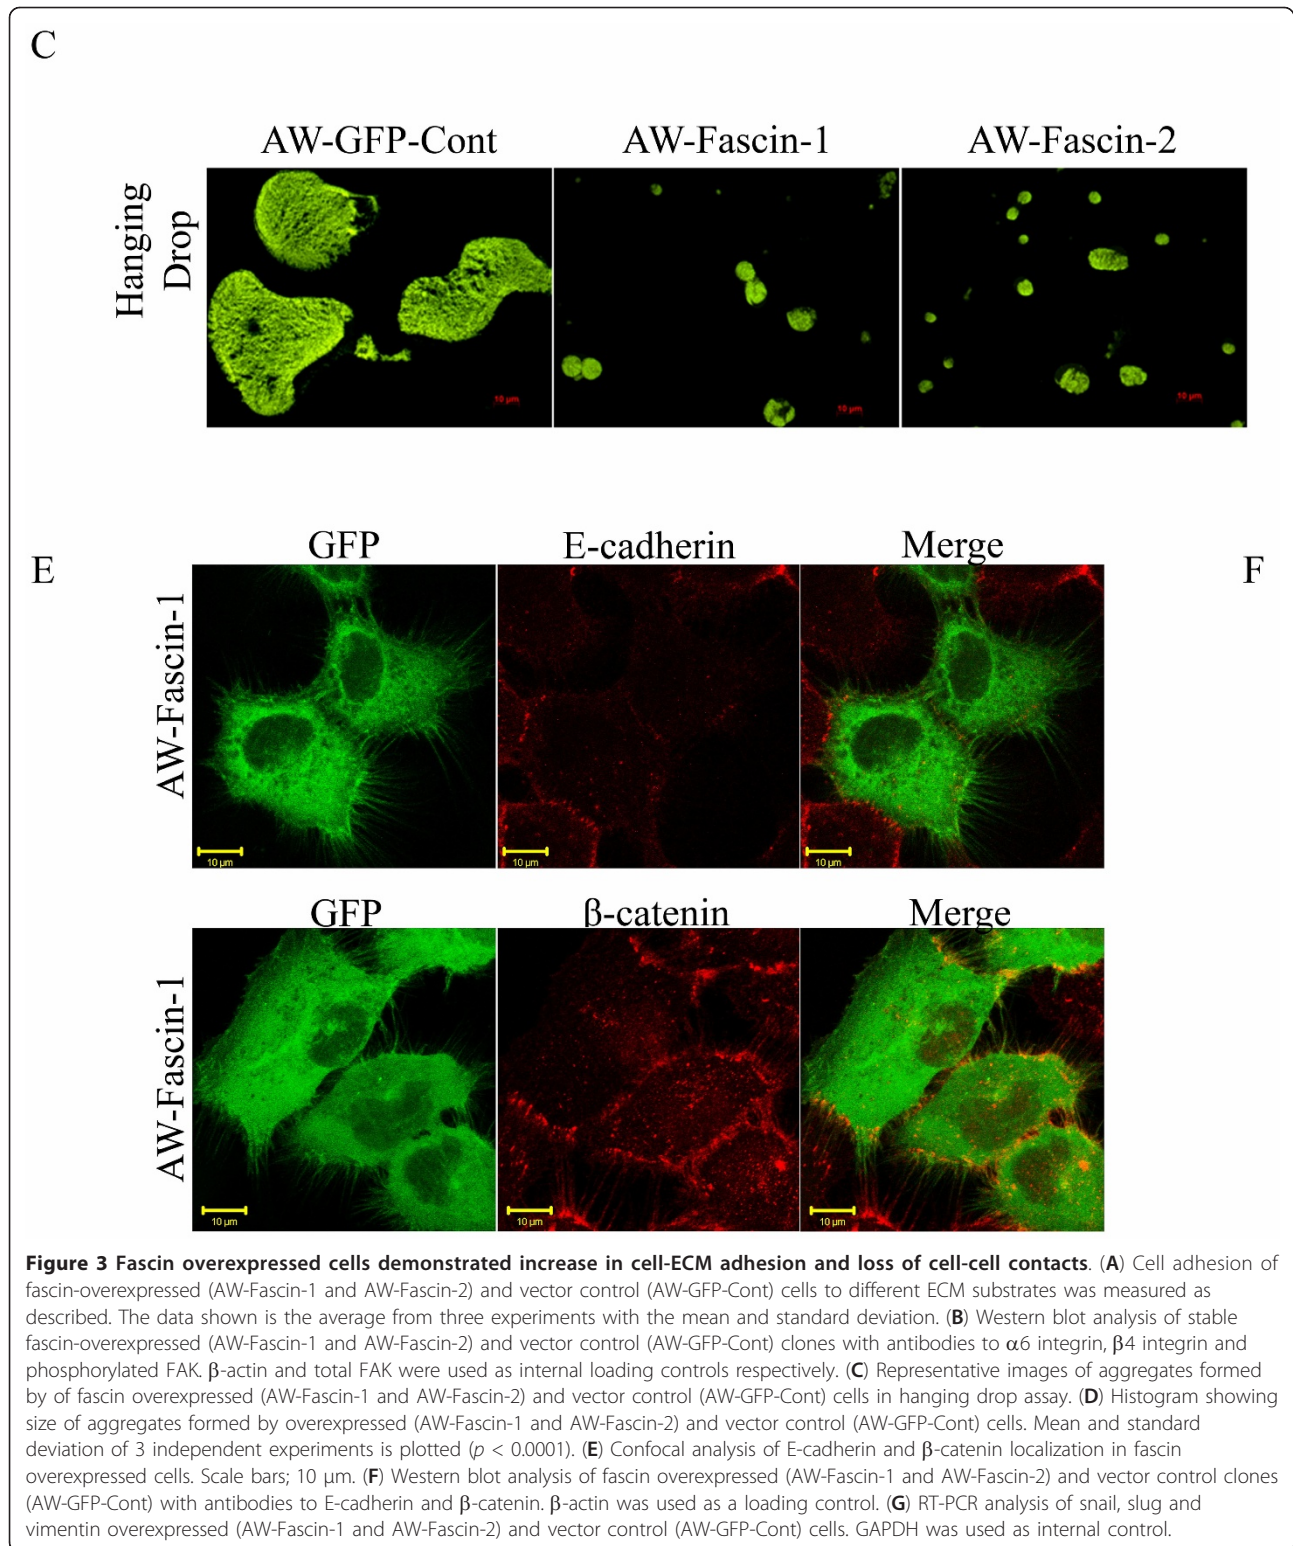 C
AW-GFP-Cont AW-Fascin-1 AW-Fascin-2
Hanging
Drop
10 µm 10 µm 10 µm
E
GFP E-cadherin Merge
F
AW-Fascin-1
10 µm 10 µm 10 µm
GFP β-catenin Merge
AW-Fascin-1
10 µm 10 µm 10 µm
Figure 3 Fascin overexpressed cells demonstrated increase in cell-ECM adhesion and loss of cell-cell contacts. (A) Cell adhesion of
fascin-overexpressed (AW-Fascin-1 and AW-Fascin-2) and vector control (AW-GFP-Cont) cells to different ECM substrates was measured as
described. The data shown is the average from three experiments with the mean and standard deviation. (B) Western blot analysis of stable
fascin-overexpressed (AW-Fascin-1 and AW-Fascin-2) and vector control (AW-GFP-Cont) clones with antibodies to α6 integrin, β4 integrin and
phosphorylated FAK. β-actin and total FAK were used as internal loading controls respectively. (C) Representative images of aggregates formed
by of fascin overexpressed (AW-Fascin-1 and AW-Fascin-2) and vector control (AW-GFP-Cont) cells in hanging drop assay. (D) Histogram showing
size of aggregates formed by overexpressed (AW-Fascin-1 and AW-Fascin-2) and vector control (AW-GFP-Cont) cells. Mean and standard
deviation of 3 independent experiments is plotted (p < 0.0001). (E) Confocal analysis of E-cadherin and β-catenin localization in fascin
overexpressed cells. Scale bars; 10 µm. (F) Western blot analysis of fascin overexpressed (AW-Fascin-1 and AW-Fascin-2) and vector control clones
(AW-GFP-Cont) with antibodies to E-cadherin and β-catenin. β-actin was used as a loading control. (G) RT-PCR analysis of snail, slug and
vimentin overexpressed (AW-Fascin-1 and AW-Fascin-2) and vector control (AW-GFP-Cont) cells. GAPDH was used as internal control.